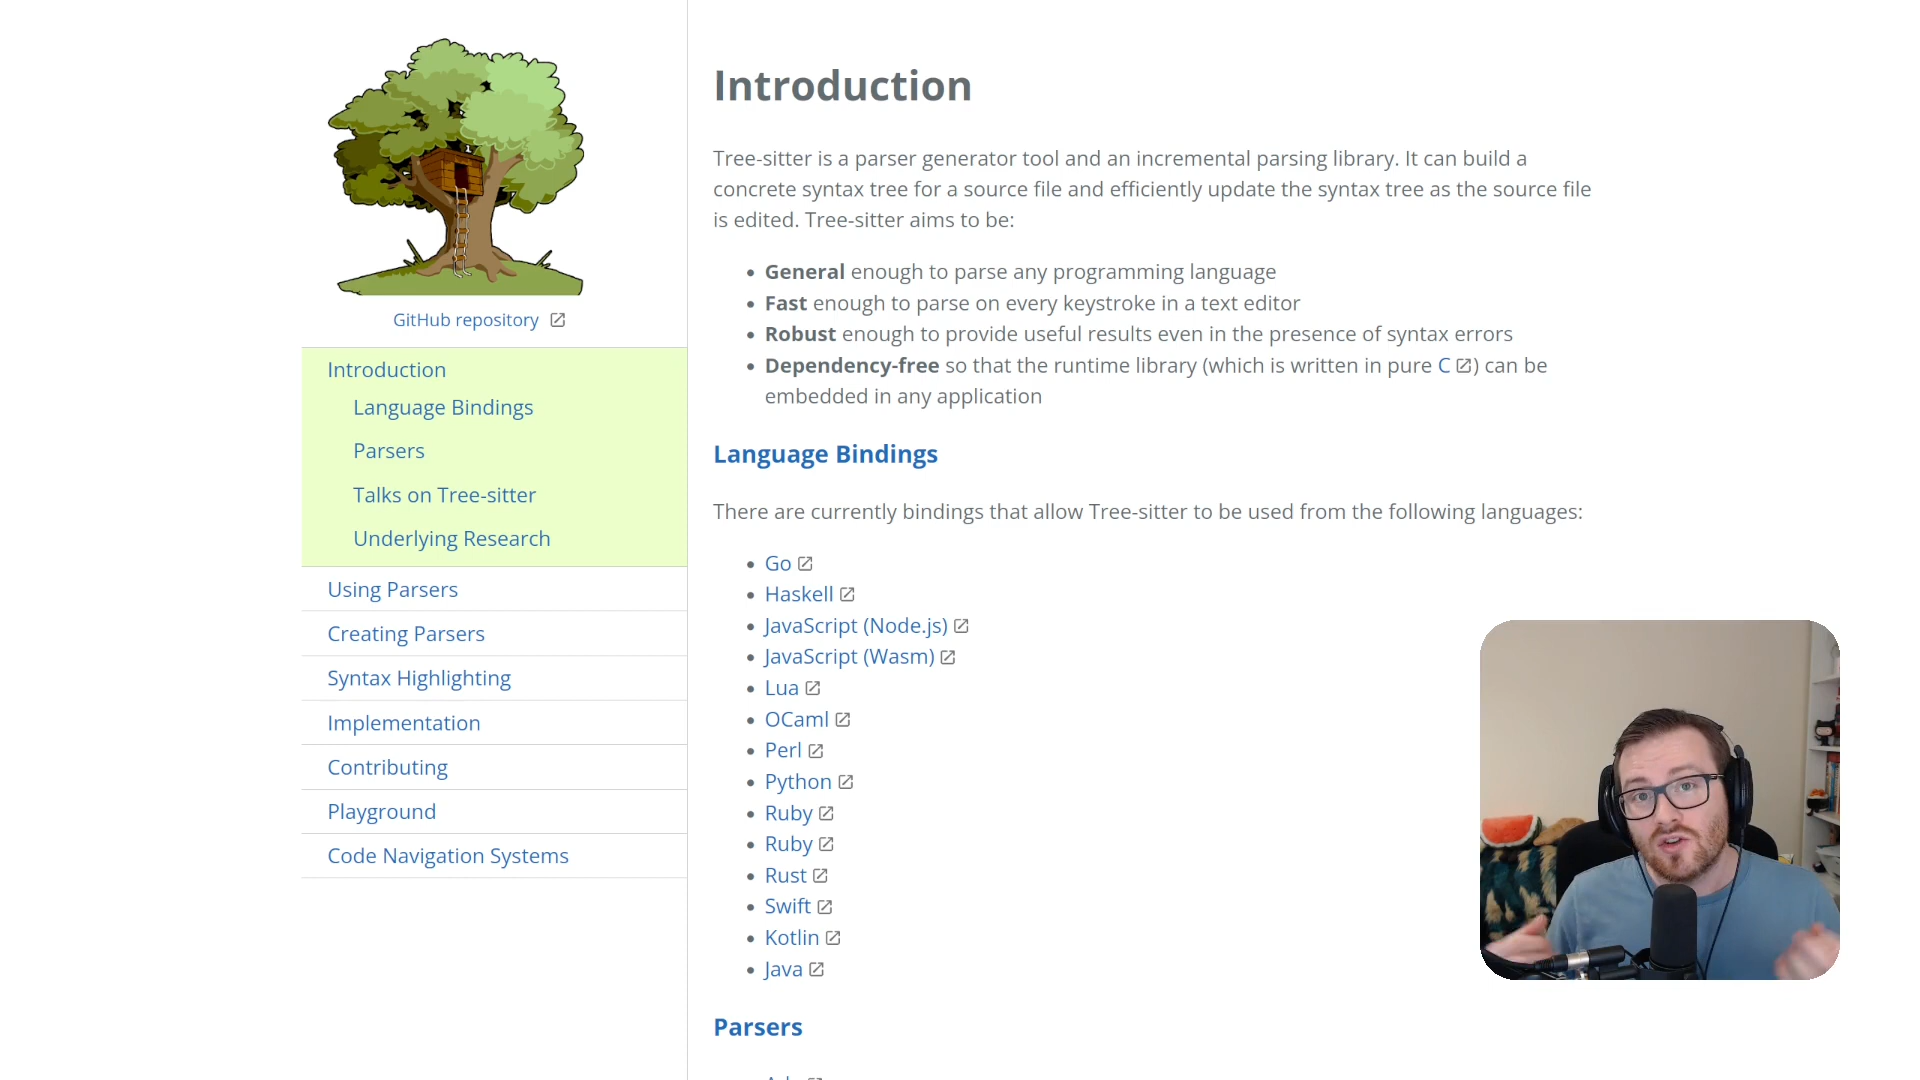 GitHub repository
Introduction
Language Bindings
Parsers
Talks on Tree-sitter
Underlying Research
Using Parsers
Creating Parsers
Syntax Highlighting
Implementation
Contributing
Playground
Code Navigation Systems
Introduction
Tree-sitter is a parser generator tool and an incremental parsing library. It can build a
concrete syntax tree for a source file and efficiently update the syntax tree as the source file
is edited. Tree-sitter aims to be:
General enough to parse any programming language
Fast enough to parse on every keystroke in a text editor
Robust enough to provide useful results even in the presence of syntax errors
Dependency-free so that the runtime library (which is written in pure C) can be
embedded in any application
Language Bindings
There are currently bindings that allow Tree-sitter to be used from the following languages:
Go
Haskell
JavaScript (Node.js)
JavaScript (Wasm)
Lua
OCaml
Perl
Python
Ruby
Ruby
Rust
Swift
Kotlin
Java
Parsers